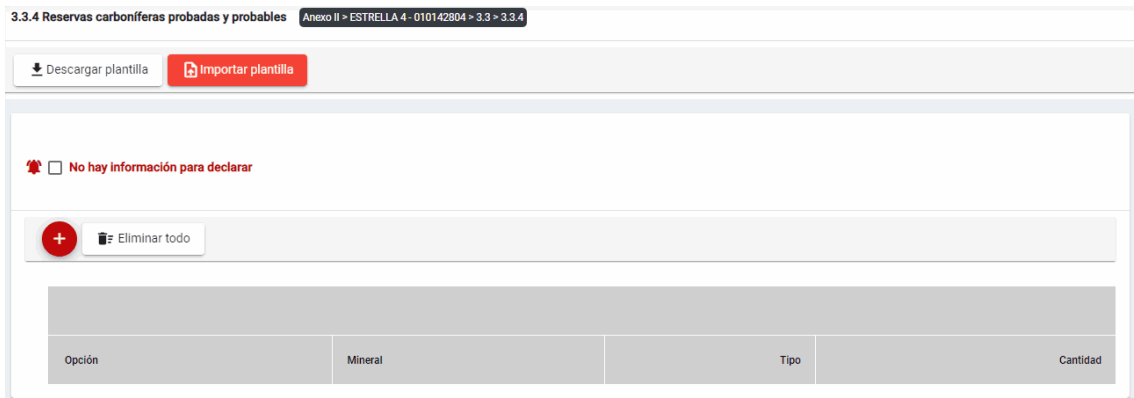 3.3.4 Reservas carboníferas probadas y probables Anexo II > ESTRELLA 4 - 010142804 > 3.3 > 3.3.4
Descargar plantilla Importar plantilla
No hay información para declarar
+ Eliminar todo
Opción Mineral Tipo Cantidad